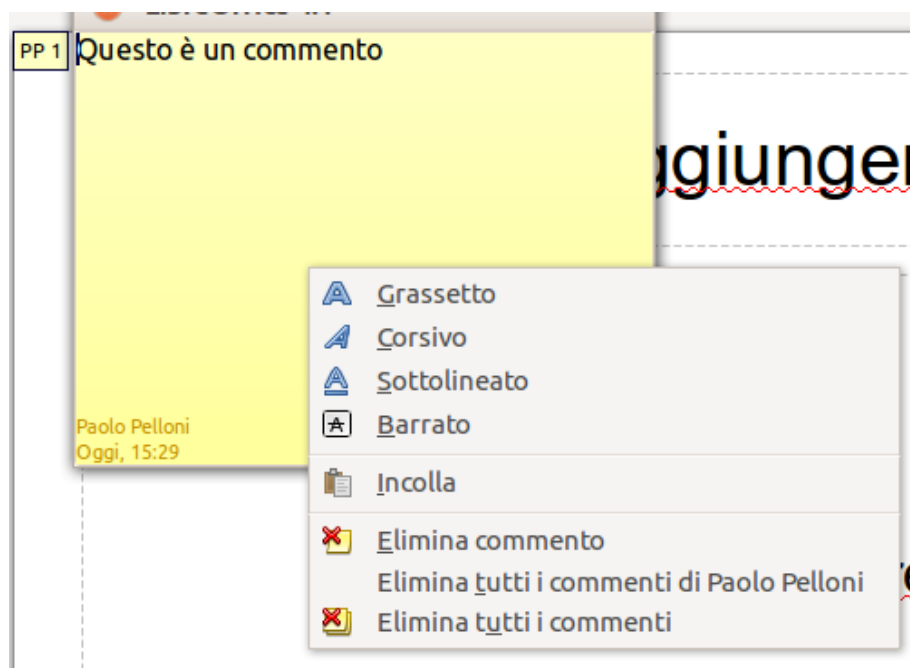 PP 1
Questo è un commento
Paolo Pelloni
Oggi, 15:29
Grassetto
Corsivo
Sottolineato
Barrato
Incolla
Elimina commento
Elimina tutti i commenti di Paolo Pelloni
Elimina tutti i commenti